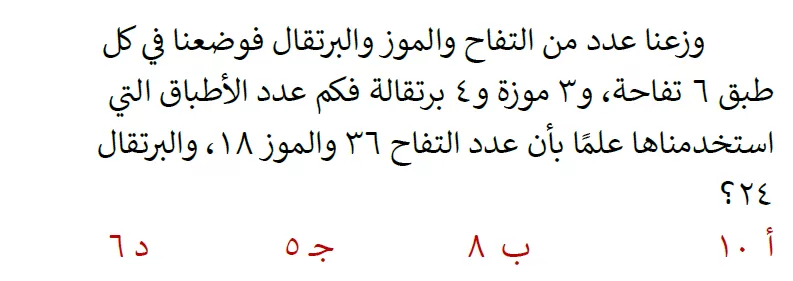 وزعنا عدد من التفاح والموز والبرتقال فوضعنا في كل
طبق ٦ تفاحة، و٣ موزة و٤ برتقالة فكم عدد الأطباق التي
استخدمناها علمًا بأن عدد التفاح ٣٦ والموز ١٨، والبرتقال
٢٤؟
أ ١٠ ب ٨ جـ ٥ د ٦